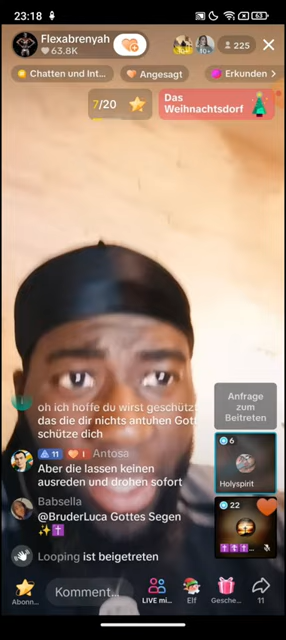 23:18
63
Flexabrenyah
63.8K
225
Chatten und Int...
Angesagt
Erkunden
7/20
Das
Weihnachtsdorf
oh ich hoffe du wirst geschützt
das die dir nichts antuhen Gott
schütze dich
11 1 Antosa
Aber die lassen keinen
ausreden und drohen sofort
Babsella
@BruderLuca Gottes Segen
✨✝️
Looping ist beigetreten
Anfrage
zum
Beitreten
6
Holyspirit
22
✝️✝️✝️...
Abonn...
Kommentar...
LIVE mi...
Elf
Gesche...
11